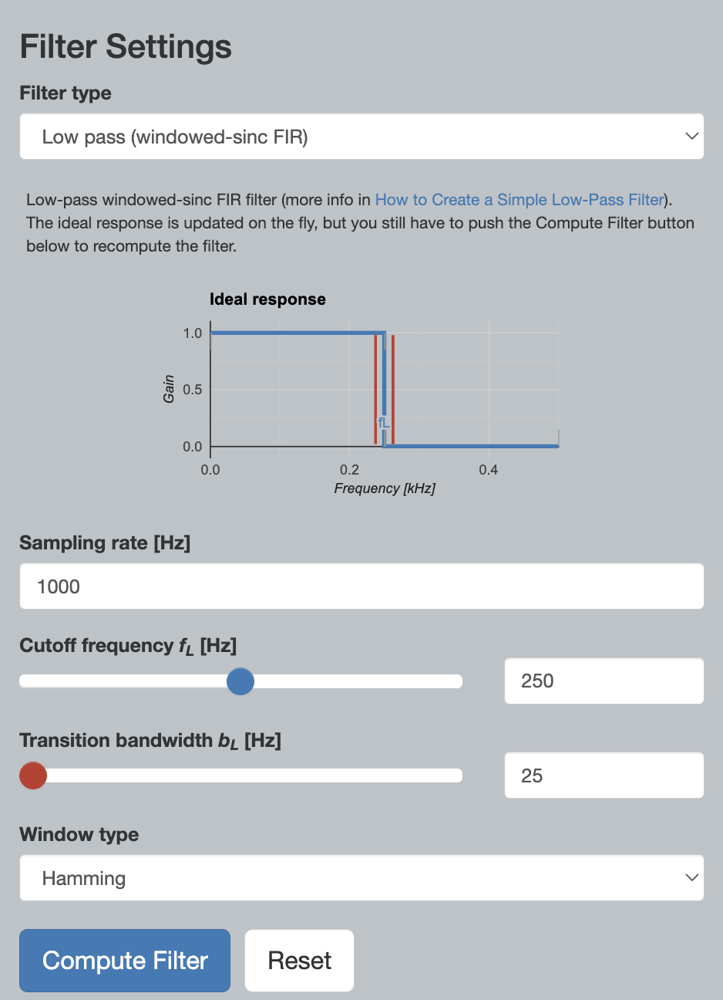 Filter Settings
Filter type
Low pass (windowed-sinc FIR)
Low-pass windowed-sinc FIR filter (more info in How to Create a Simple Low-Pass Filter).
The ideal response is updated on the fly, but you still have to push the Compute Filter button
below to recompute the filter.
Ideal response
1.0
0.5
0.0
Gain
fL
0.0 0.2 0.4
Frequency [kHz]
Sampling rate [Hz]
1000
Cutoff frequency fL [Hz]
250
Transition bandwidth bL [Hz]
25
Window type
Hamming
Compute Filter Reset